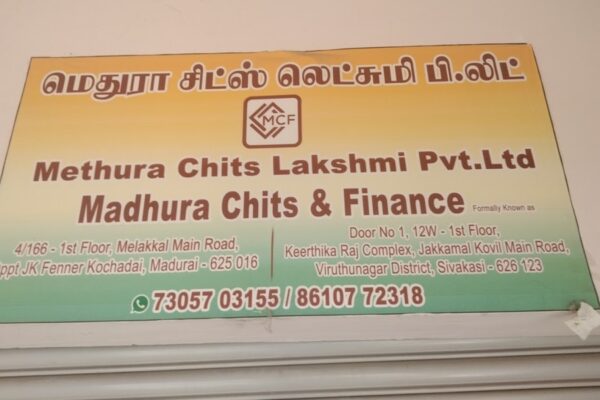 மெதுரா சிட்ஸ் லெட்சுமி பி.லிட்
MCF
Methura Chits Lakshmi Pvt.Ltd
Madhura Chits & Finance Formally Known as
4/166 - 1st Floor, Melakkal Main Road,
ppt JK Fenner Kochadai, Madurai - 625 016
Door No 1, 12W - 1st Floor,
Keerthika Raj Complex, Jakkamal Kovil Main Road,
Viruthunagar District, Sivakasi - 626 123
73057 03155 / 86107 72318